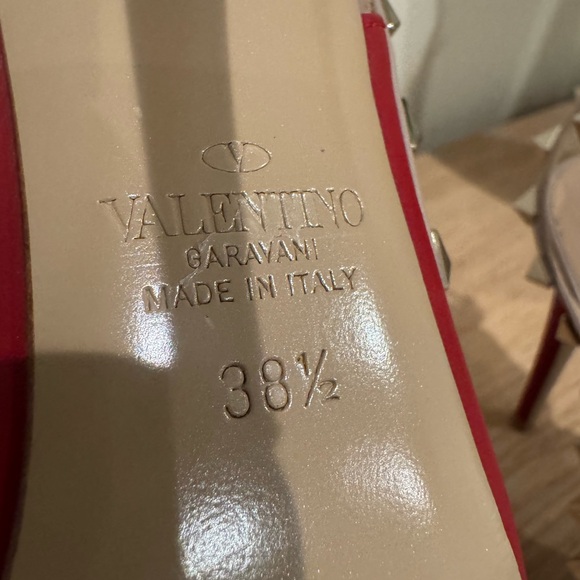 V
VALENTINO
GARAVANI
MADE IN ITALY
38½